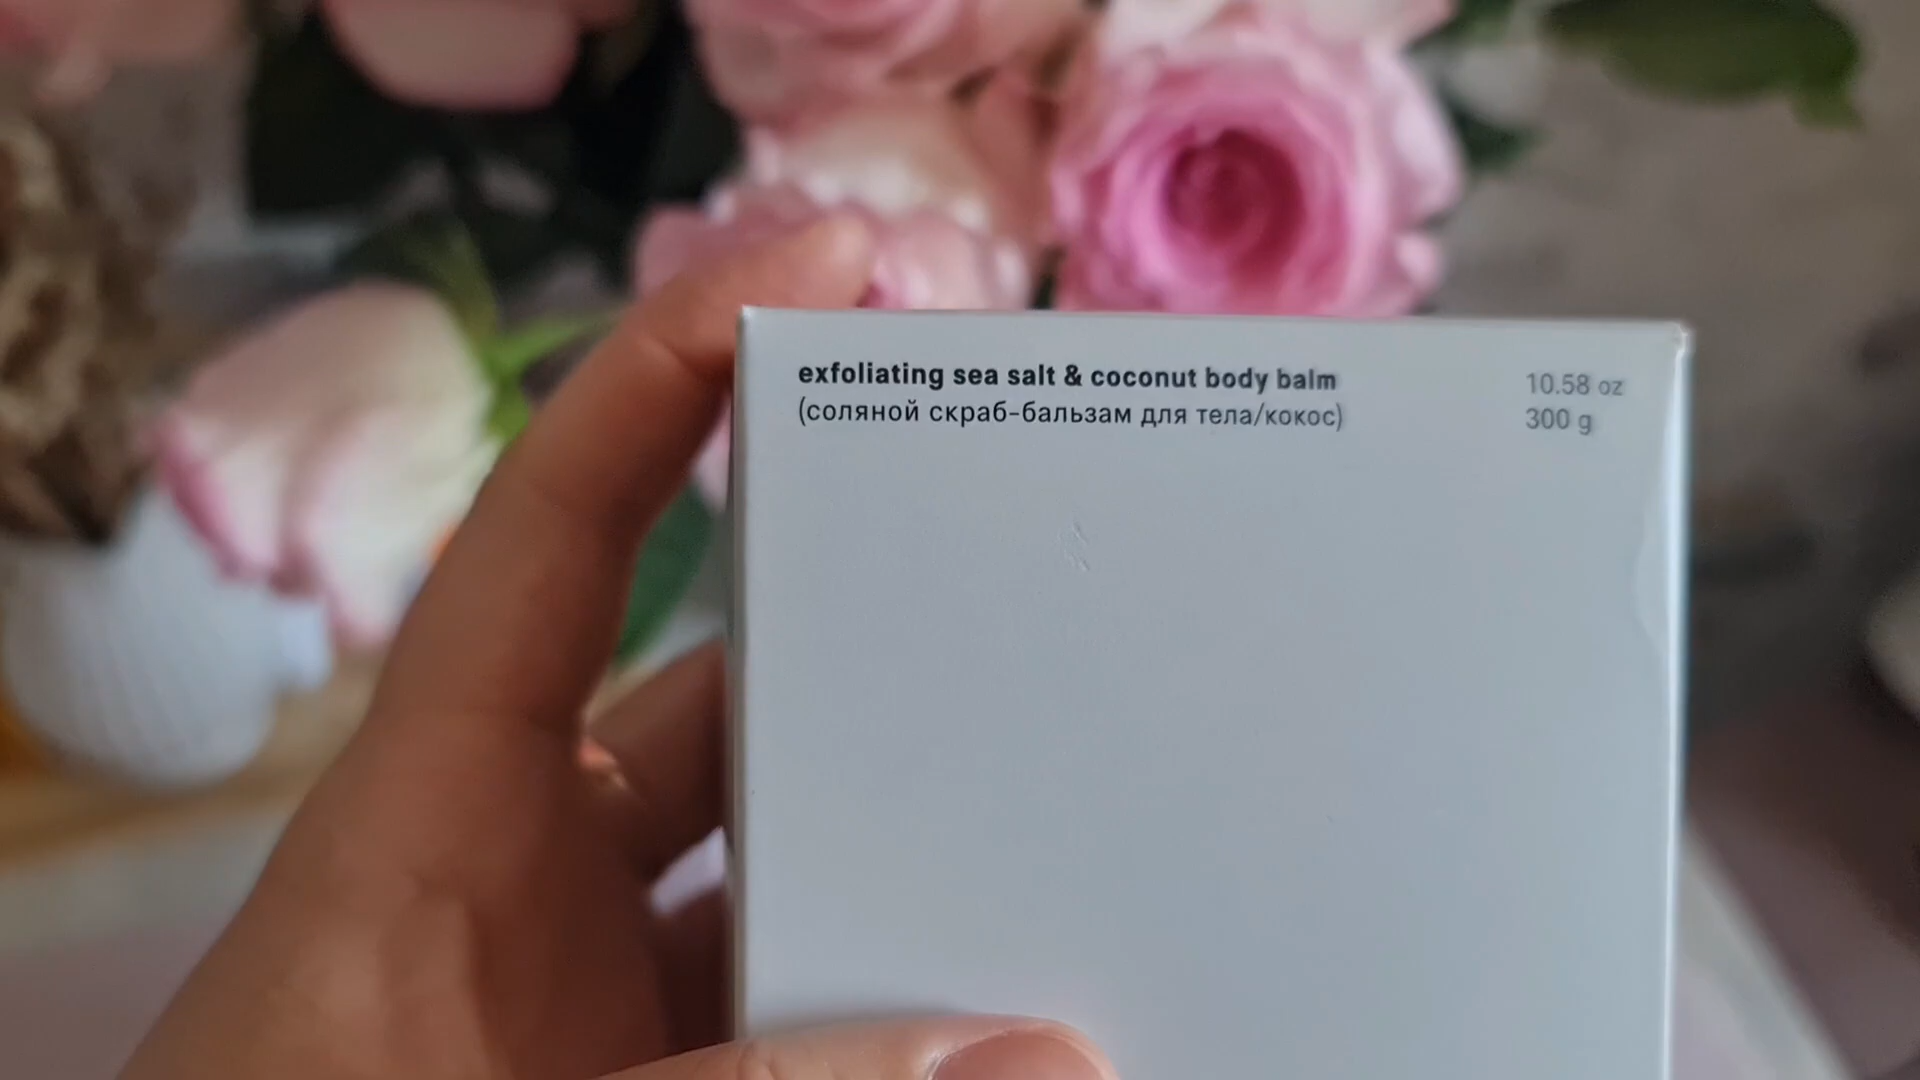 exfoliating sea salt & coconut body balm
(соляной скраб-бальзам для тела/кокос)
10.58 oz
300 g